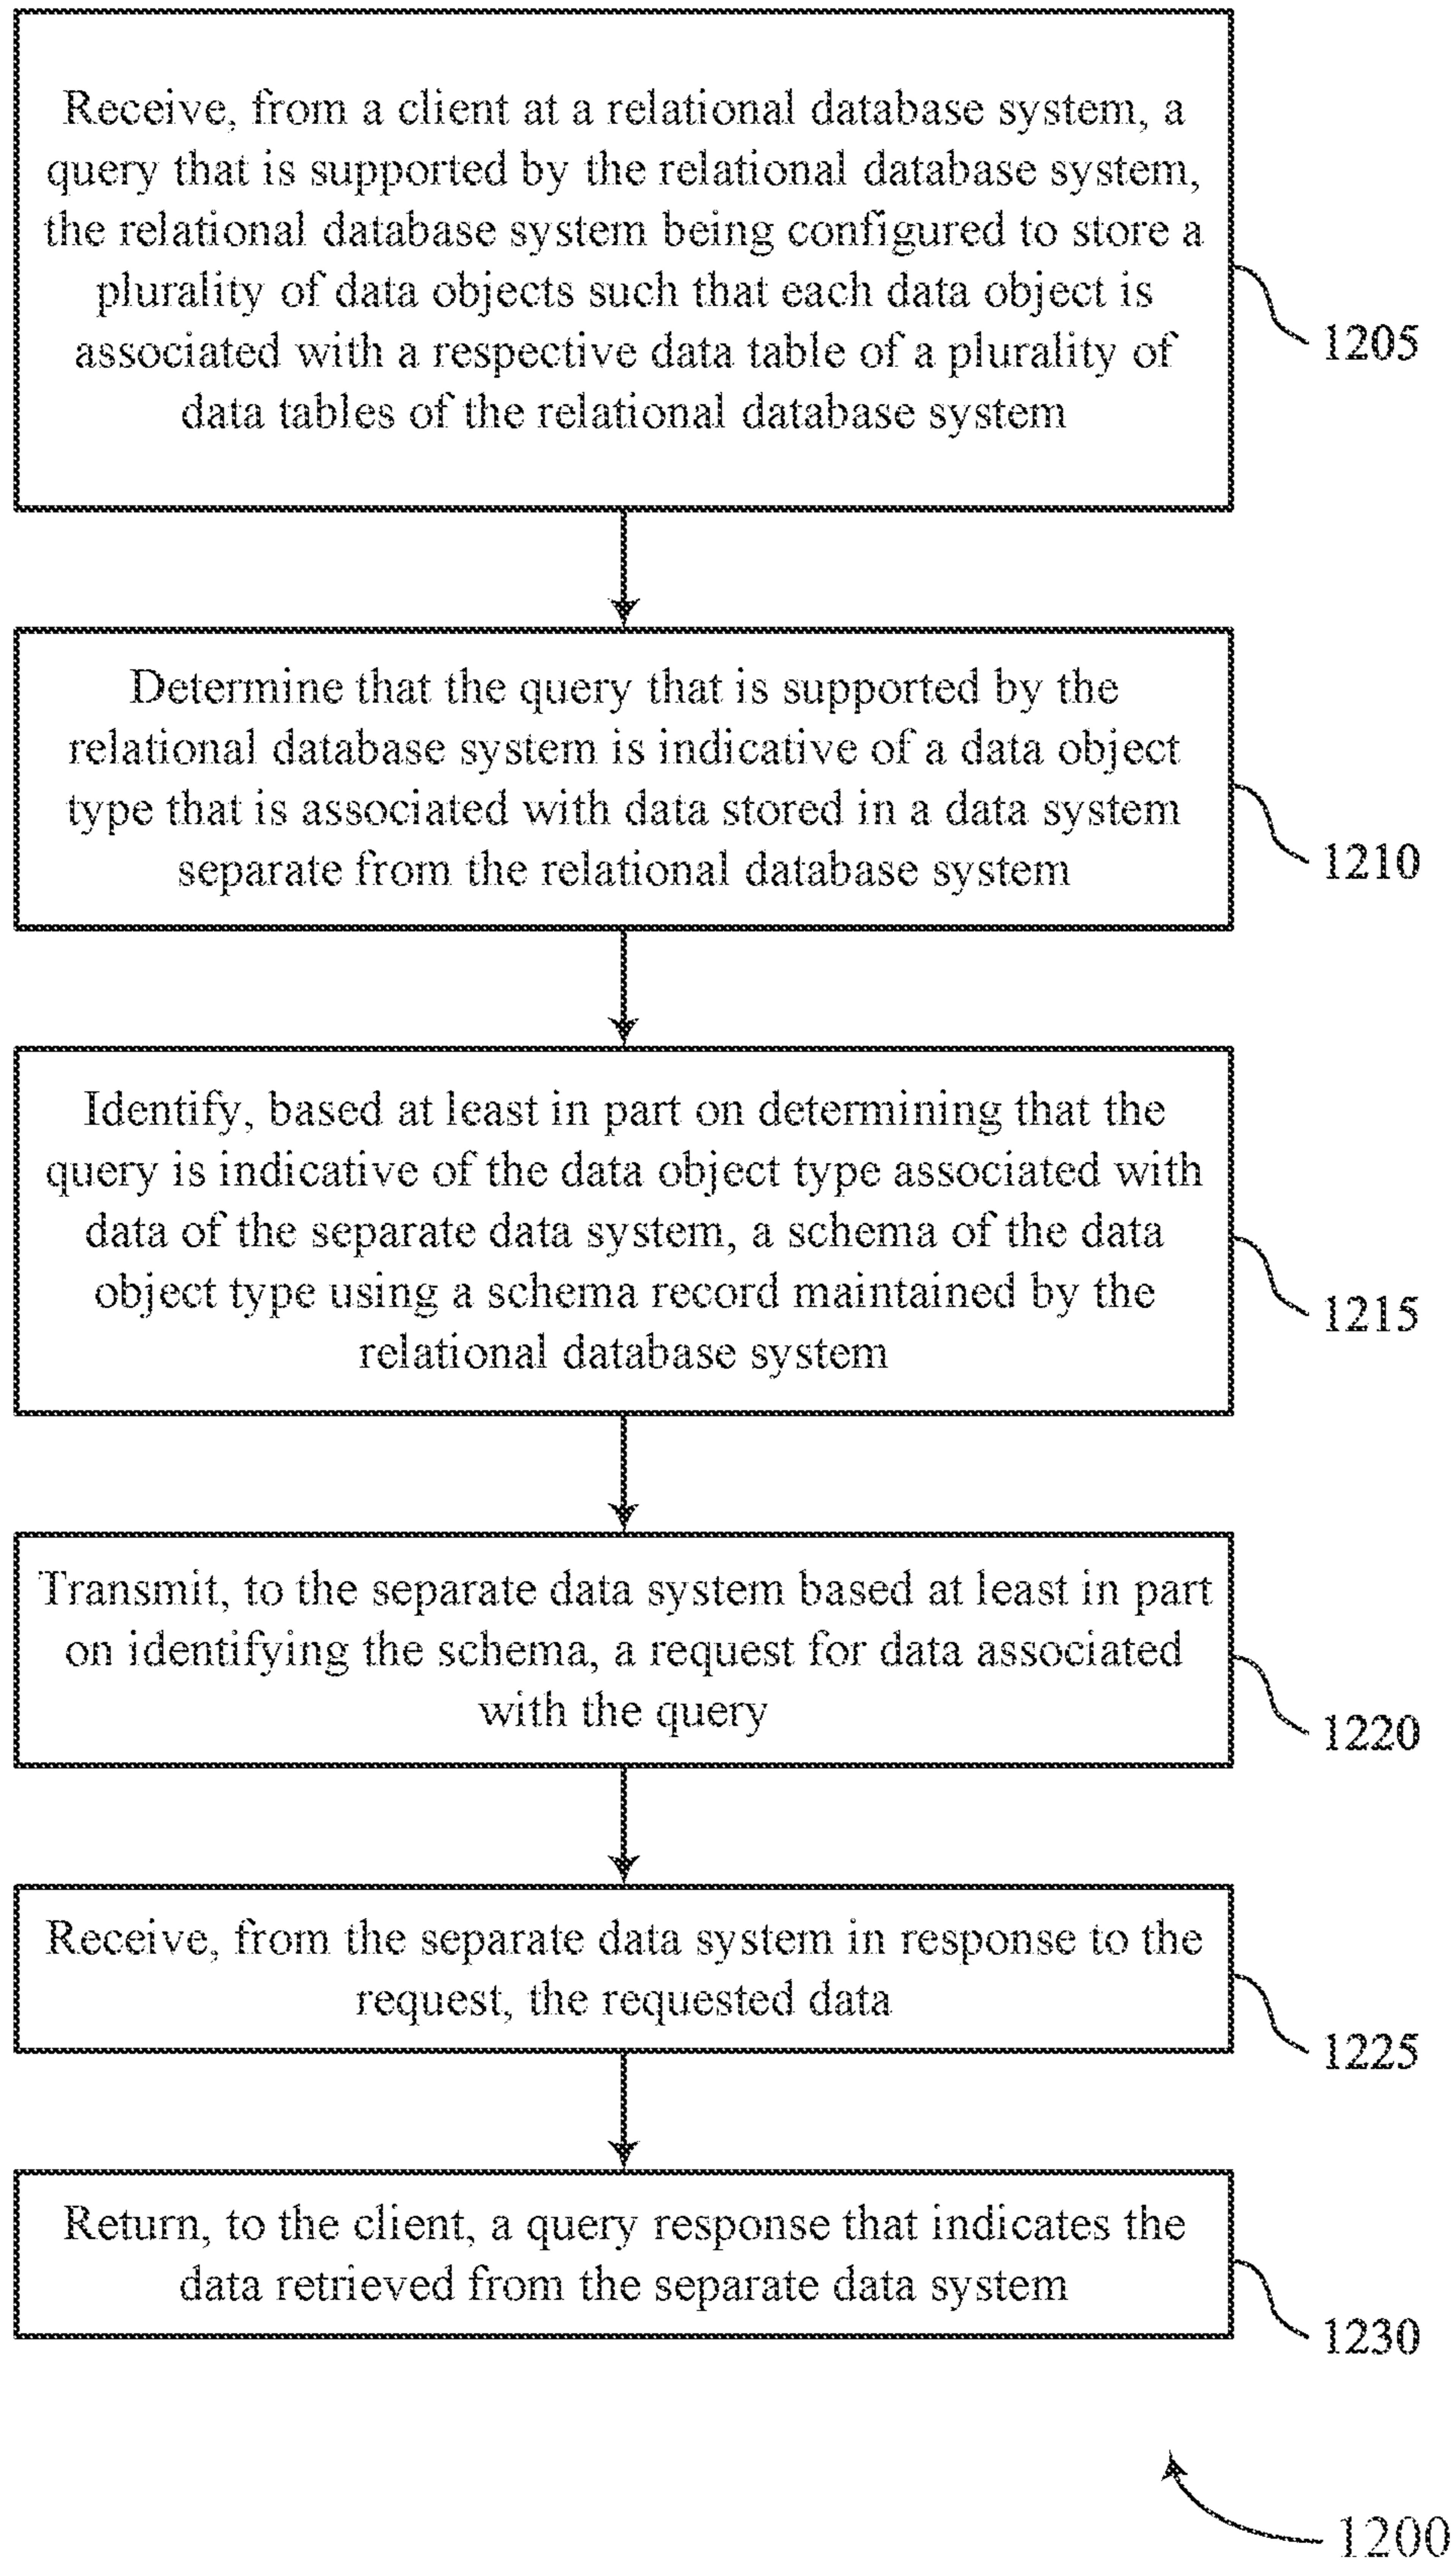 Receive, from a client at a relational database system, a
query that is supported by the relational database system,
the relational database system being configured to store a
plurality of data objects such that each data object is
associated with a respective data table of a plurality of
data tables of the relational database system
1205
Determine that the query that is supported by the
relational database system is indicative of a data object
type that is associated with data stored in a data system
separate from the relational database system
1210
Identify, based at least in part on determining that the
query is indicative of the data object type associated with
data of the separate data system, a schema of the data
object type using a schema record maintained by the
relational database system
1215
Transmit, to the separate data system based at least in part
on identifying the schema, a request for data associated
with the query
1220
Receive, from the separate data system in response to the
request, the requested data
1225
Return, to the client, a query response that indicates the
data retrieved from the separate data system
1230
1200